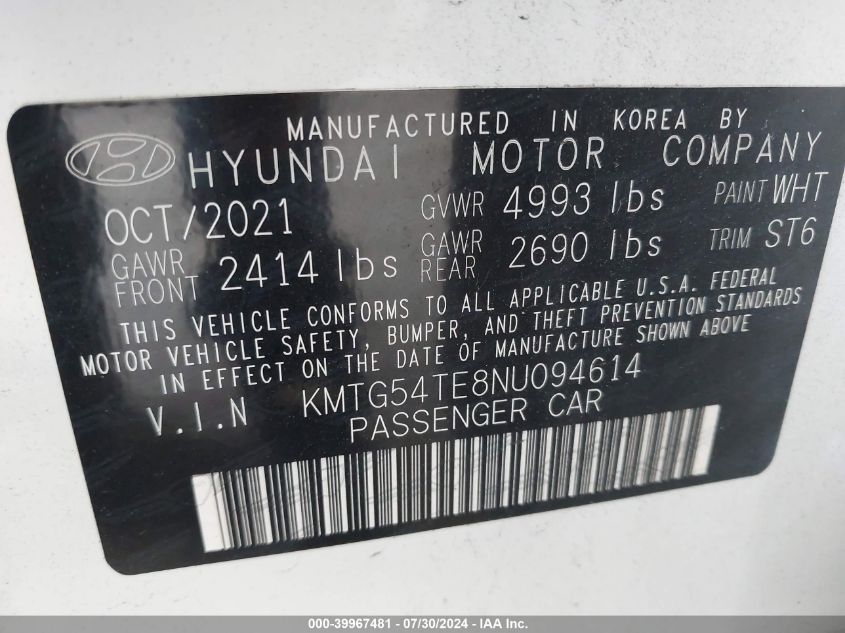 MANUFACTURED IN KOREA BY
HYUNDAI MOTOR COMPANY
OCT/2021 GVWR 4993 lbs PAINT WHT
GAWR FRONT 2414 lbs GAWR REAR 2690 lbs TRIM ST6
THIS VEHICLE CONFORMS TO ALL APPLICABLE U.S.A. FEDERAL
MOTOR VEHICLE SAFETY, BUMPER, AND THEFT PREVENTION STANDARDS
IN EFFECT ON THE DATE OF MANUFACTURE SHOWN ABOVE
V.I.N KMTG54TE8NU094614
PASSENGER CAR
000-39967481 - 07/30/2024 - IAA Inc.